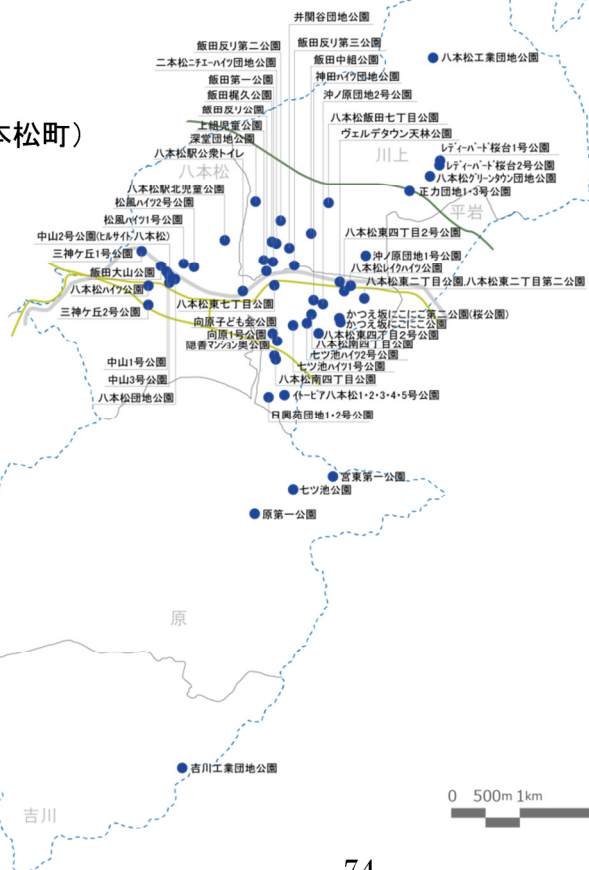 井関谷団地公園
飯田反り第二公園
飯田反り第三公園
二本松ニチエーハイツ団地公園
飯田中組公園
八本松工業団地公園
飯田第一公園
神田ハイツ団地公園
飯田梶久公園
沖ノ原団地2号公園
飯田反り公園
八本松飯田七丁目公園
本松町）
上組児童公園
ヴェルデタウン天林公園
深堂団地公園
八本松駅公衆トイレ
川上
レディーバード桜台1号公園
レディーバード桜台2号公園
八本松
八本松グリーンタウン団地公園
八本松駅北児童公園
正力団地1・3号公園
松風ハイツ2号公園
平岩
松風ハイツ1号公園
八本松東四丁目2号公園
中山2号公園(ヒルサイド八本松)
三神ケ丘1号公園
沖ノ原団地1号公園
八本松レイクハイツ公園
飯田大山公園
八本松東二丁目公園,八本松東二丁目第二公園
八本松ハイツ公園
八本松東七丁目公園
三神ケ丘2号公園
かつえ坂にこにこ第二公園(桜公園)
向原子ども会公園
かつえ坂にこにこ公園
向原1号公園
八本松東四丁目2号公園
隠善マンション奥公園
八本松南四丁目公園
七ツ池ハイツ2号公園
中山1号公園
七ツ池ハイツ1号公園
中山3号公園
八本松南四丁目公園
八本松団地公園
イトーピア八本松1・2・3・4・5号公園
日興苑団地1・2号公園
宮東第一公園
七ツ池公園
原第一公園
原
吉川工業団地公園
吉川
0 500m 1km
74